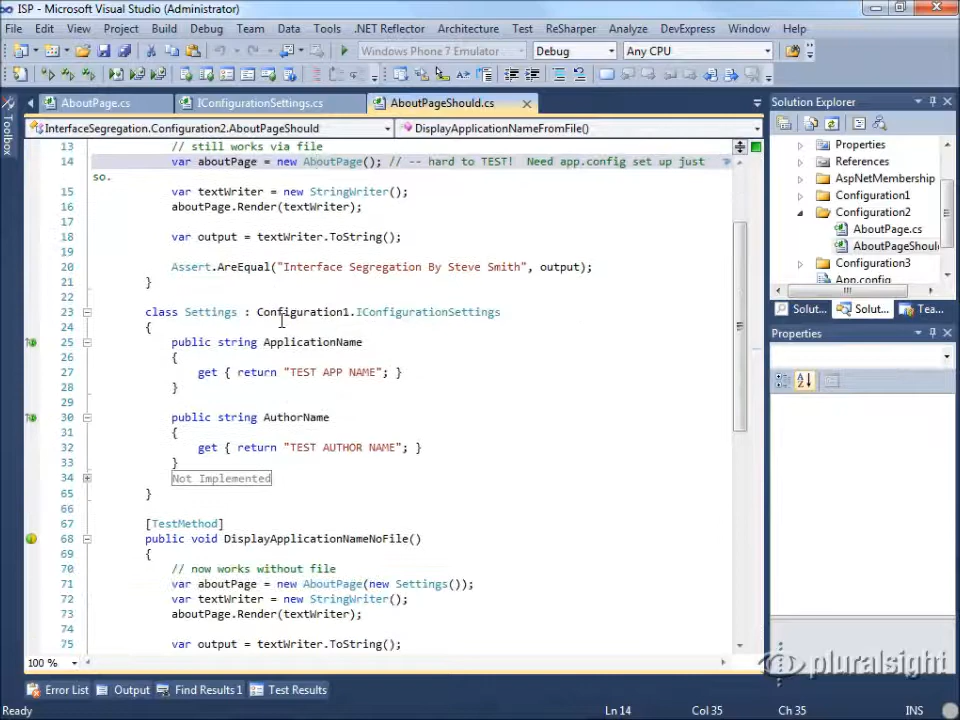 ISP - Microsoft Visual Studio (Administrator)
File Edit View Project Build Debug Team Data Tools .NET Reflector Architecture Test ReSharper Analyze DevExpress Window Help
Windows Phone 7 Emulator Debug Any CPU
Toolbox
AboutPage.cs IConfigurationSettings.cs AboutPageShould.cs
InterfaceSegregation.Configuration2.AboutPageShould DisplayApplicationNameFromFile()
13 // still works via file
14 var aboutPage = new AboutPage(); // -- hard to TEST!  Need app.config set up just
so.
15 var textWriter = new StringWriter();
16 aboutPage.Render(textWriter);
17
18 var output = textWriter.ToString();
19
20 Assert.AreEqual("Interface Segregation By Steve Smith", output);
21 }
22
23 class Settings : Configuration1.IConfigurationSettings
24 {
25 public string ApplicationName
26 {
27 get { return "TEST APP NAME"; }
28 }
29
30 public string AuthorName
31 {
32 get { return "TEST AUTHOR NAME"; }
33 }
34 Not Implemented
65 }
66
67 [TestMethod]
68 public void DisplayApplicationNameNoFile()
69 {
70 // now works without file
71 var aboutPage = new AboutPage(new Settings());
72 var textWriter = new StringWriter();
73 aboutPage.Render(textWriter);
74
75 var output = textWriter.ToString();
100 %
Solution Explorer
Properties
References
AspNetMembership
Configuration1
Configuration2
AboutPage.cs
AboutPageShoul
Configuration3
App.config
Solut... Solut... Tea...
Properties
pluralsight
Error List Output Find Results 1 Test Results
Ready Ln 14 Col 35 Ch 35 INS